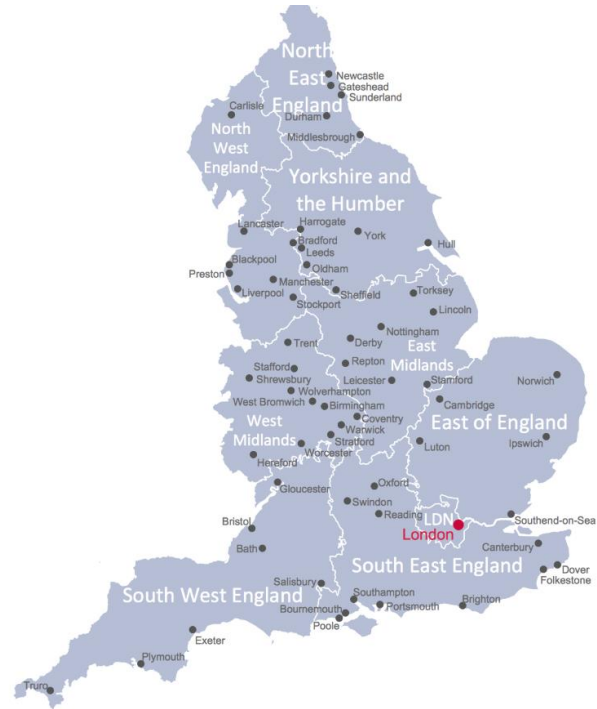 North
East
England
Newcastle
Gateshead
Sunderland
Carlisle
Durham
Middlesbrough
North
West
England
Yorkshire and
the Humber
Lancaster
Harrogate
Bradford
Leeds
York
Hull
Oldham
Blackpool
Preston
Manchester
Liverpool
Stockport
Sheffield
Torksey
Lincoln
Nottingham
Derby
Trent
East
Midlands
Repton
Stafford
Shrewsbury
Leicester
Stamford
Norwich
Wolverhampton
West Bromwich
Birmingham
Cambridge
Coventry
Warwick
West
Midlands
East of England
Stratford
Worcester
Luton
Ipswich
Hereford
Gloucester
Oxford
Swindon
Reading
LDN
London
Southend-on-Sea
Bristol
Bath
Canterbury
South East England
Dover
Folkestone
Salisbury
South West England
Southampton
Bournemouth
Portsmouth
Brighton
Poole
Exeter
Plymouth
Truro